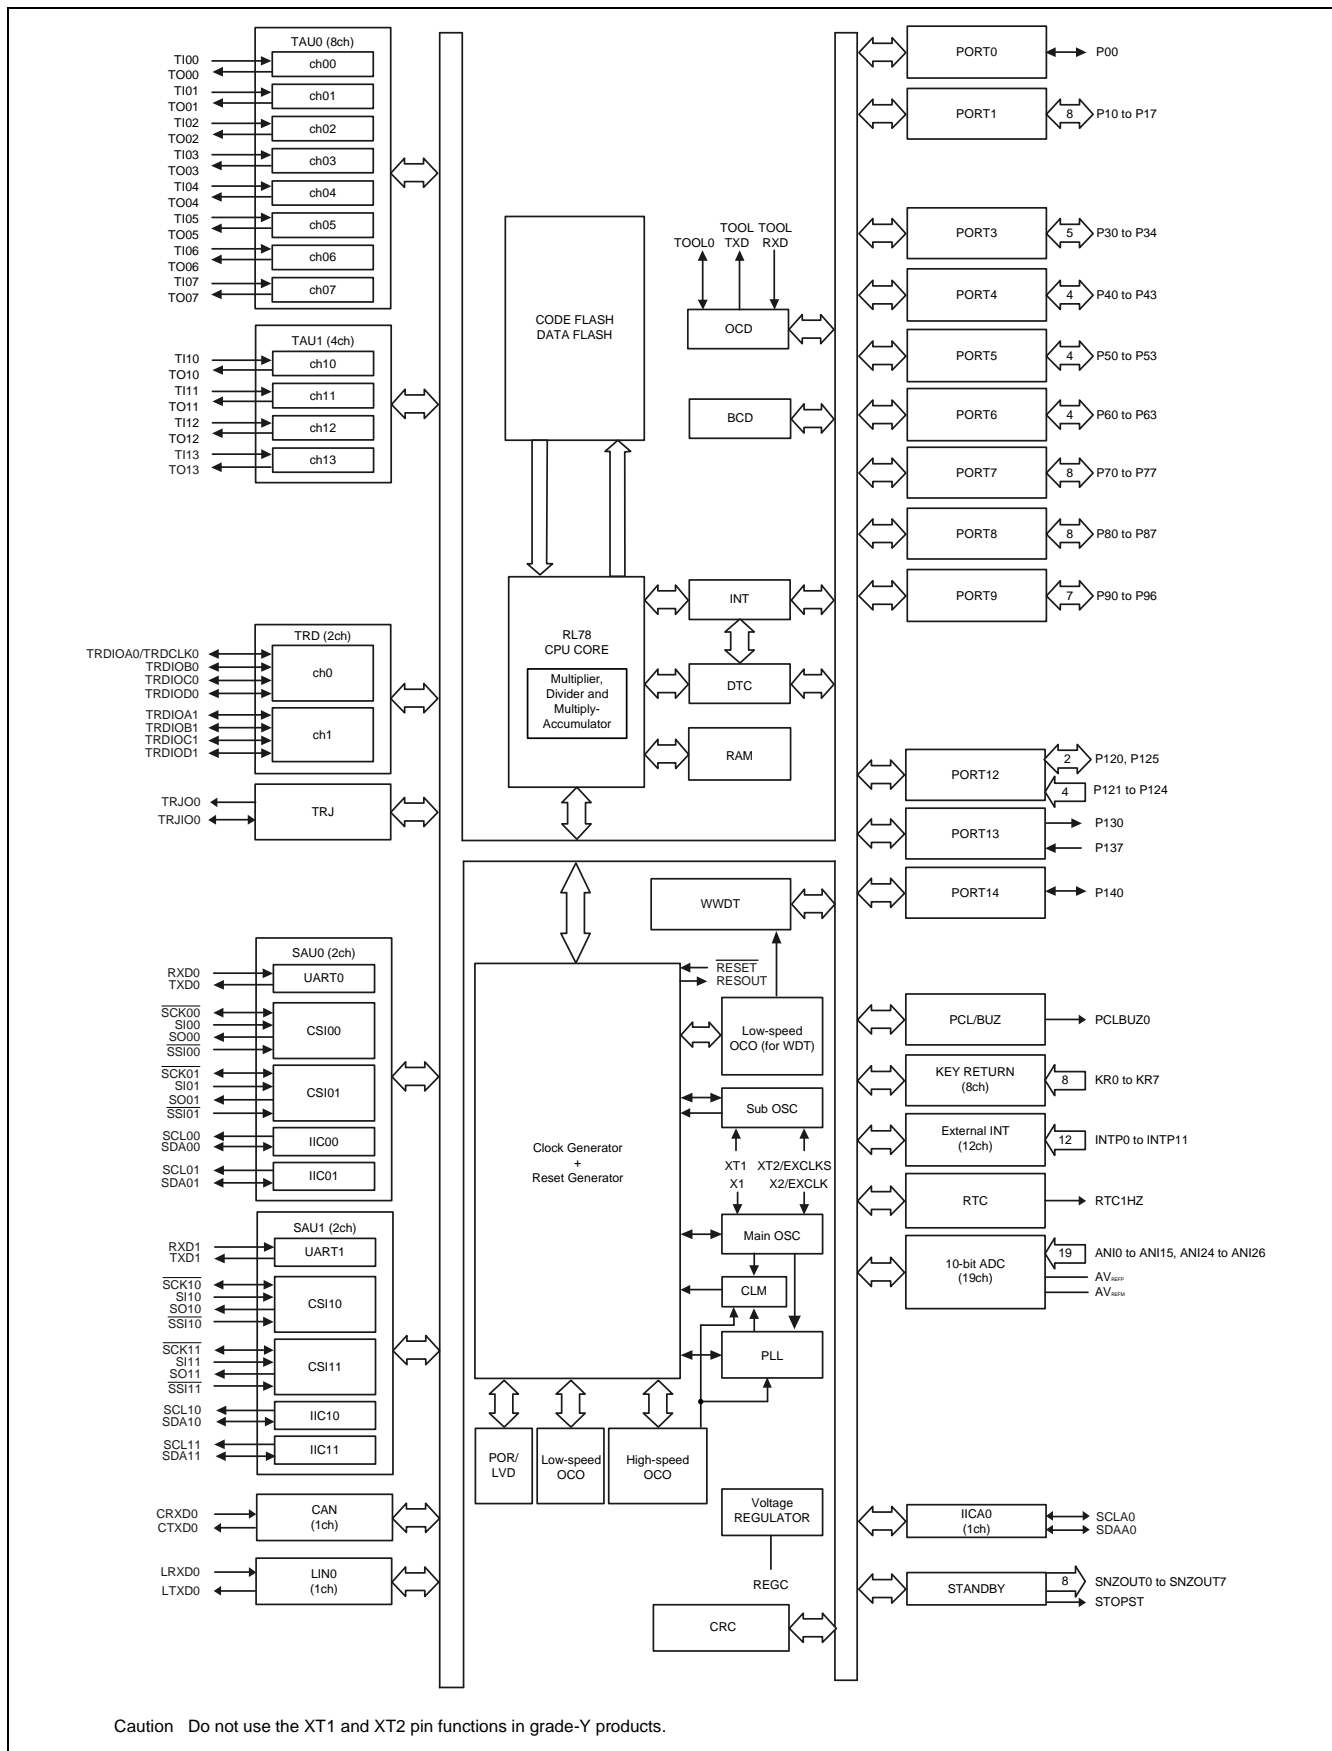 TAU0 (8ch)
TI00
TO00
ch00
TI01
TO01
ch01
TI02
TO02
ch02
TI03
TO03
ch03
TI04
TO04
ch04
TI05
TO05
ch05
TI06
TO06
ch06
TI07
TO07
ch07
TAU1 (4ch)
TI10
TO10
ch10
TI11
TO11
ch11
TI12
TO12
ch12
TI13
TO13
ch13
TRD (2ch)
TRDIOA0/TRDCLK0
TRDIOB0
TRDIOC0
TRDIOD0
ch0
TRDIOA1
TRDIOB1
TRDIOC1
TRDIOD1
ch1
TRJO0
TRJIO0
TRJ
SAU0 (2ch)
RXD0
TXD0
UART0
SCK00
SI00
SO00
SSI00
CSI00
SCK01
SI01
SO01
SSI01
CSI01
SCL00
SDA00
IIC00
SCL01
SDA01
IIC01
SAU1 (2ch)
RXD1
TXD1
UART1
SCK10
SI10
SO10
SSI10
CSI10
SCK11
SI11
SO11
SSI11
CSI11
SCL10
SDA10
IIC10
SCL11
SDA11
IIC11
CRXD0
CTXD0
CAN
(1ch)
LRXD0
LTXD0
LIN0
(1ch)
CODE FLASH
DATA FLASH
TOOL0
TOOL
TXD
TOOL
RXD
OCD
BCD
RL78
CPU CORE
Multiplier,
Divider and
Multiply-
Accumulator
INT
DTC
RAM
WWDT
RESET
RESOUT
Low-speed
OCO (for WDT)
Sub OSC
XT1
XT2/EXCLKS
X1
X2/EXCLK
Main OSC
CLM
PLL
Clock Generator
+
Reset Generator
POR/
LVD
Low-speed
OCO
High-speed
OCO
Voltage
REGULATOR
REGC
CRC
PORT0
P00
PORT1
8
P10 to P17
PORT3
5
P30 to P34
PORT4
4
P40 to P43
PORT5
4
P50 to P53
PORT6
4
P60 to P63
PORT7
8
P70 to P77
PORT8
8
P80 to P87
PORT9
7
P90 to P96
PORT12
2
P120, P125
4
P121 to P124
PORT13
P130
P137
PORT14
P140
PCL/BUZ
PCLBUZ0
KEY RETURN
(8ch)
8
KR0 to KR7
External INT
(12ch)
12
INTP0 to INTP11
RTC
RTC1HZ
10-bit ADC
(19ch)
19
ANI0 to ANI15, ANI24 to ANI26
AVREFP
AVREFM
IICA0
(1ch)
SCLA0
SDAA0
STANDBY
8
SNZOUT0 to SNZOUT7
STOPST
Caution Do not use the XT1 and XT2 pin functions in grade-Y products.